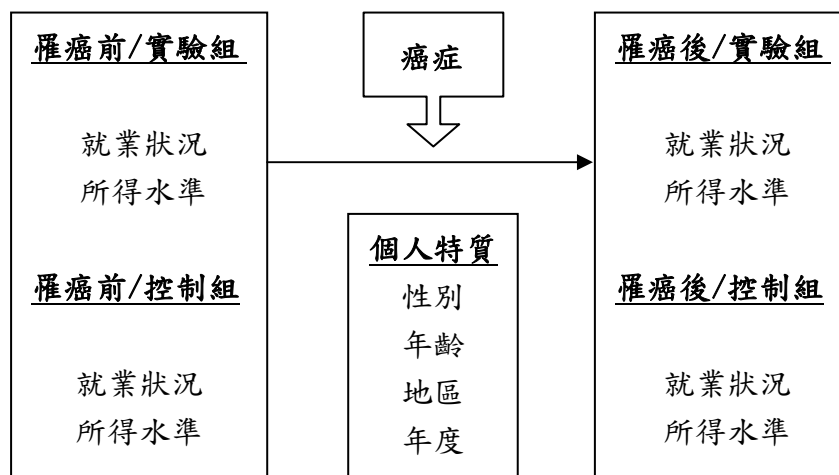 罹癌前/實驗組
就業狀況
所得水準
罹癌前/控制組
就業狀況
所得水準
癌症
個人特質
性別
年齡
地區
年度
罹癌後/實驗組
就業狀況
所得水準
罹癌後/控制組
就業狀況
所得水準